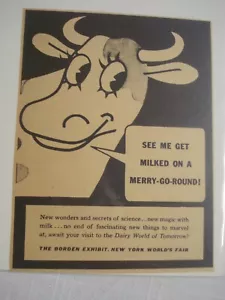 SEE ME GET
MILKED ON A
MERRY-GO-ROUND!
New wonders and secrets of science...new magic with
milk...no end of fascinating new things to marvel
at, await your visit to the Dairy World of Tomorrow!
THE BORDEN EXHIBIT, NEW YORK WORLD'S FAIR